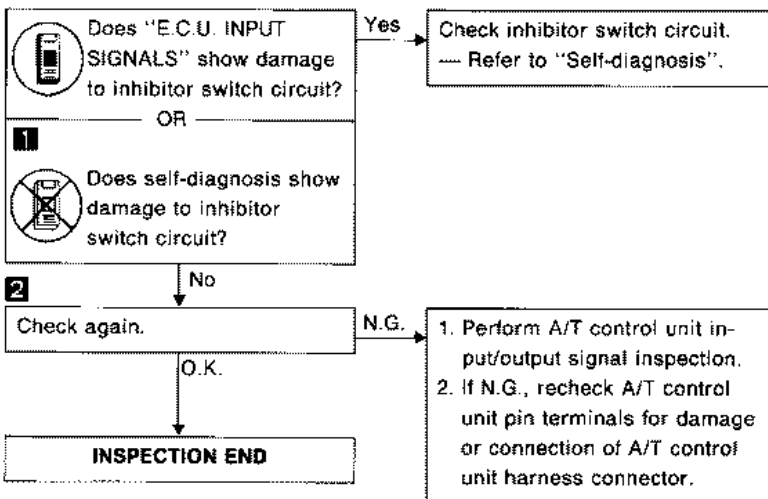 Does "E.C.U. INPUT
SIGNALS" show damage
to inhibitor switch circuit?
Yes
Check inhibitor switch circuit.
— Refer to "Self-diagnosis".
OR
1
Does self-diagnosis show
damage to inhibitor
switch circuit?
No
2
Check again.
N.G.
1. Perform A/T control unit in-
put/output signal inspection.
2. If N.G., recheck A/T control
unit pin terminals for damage
or connection of A/T control
unit harness connector.
O.K.
INSPECTION END